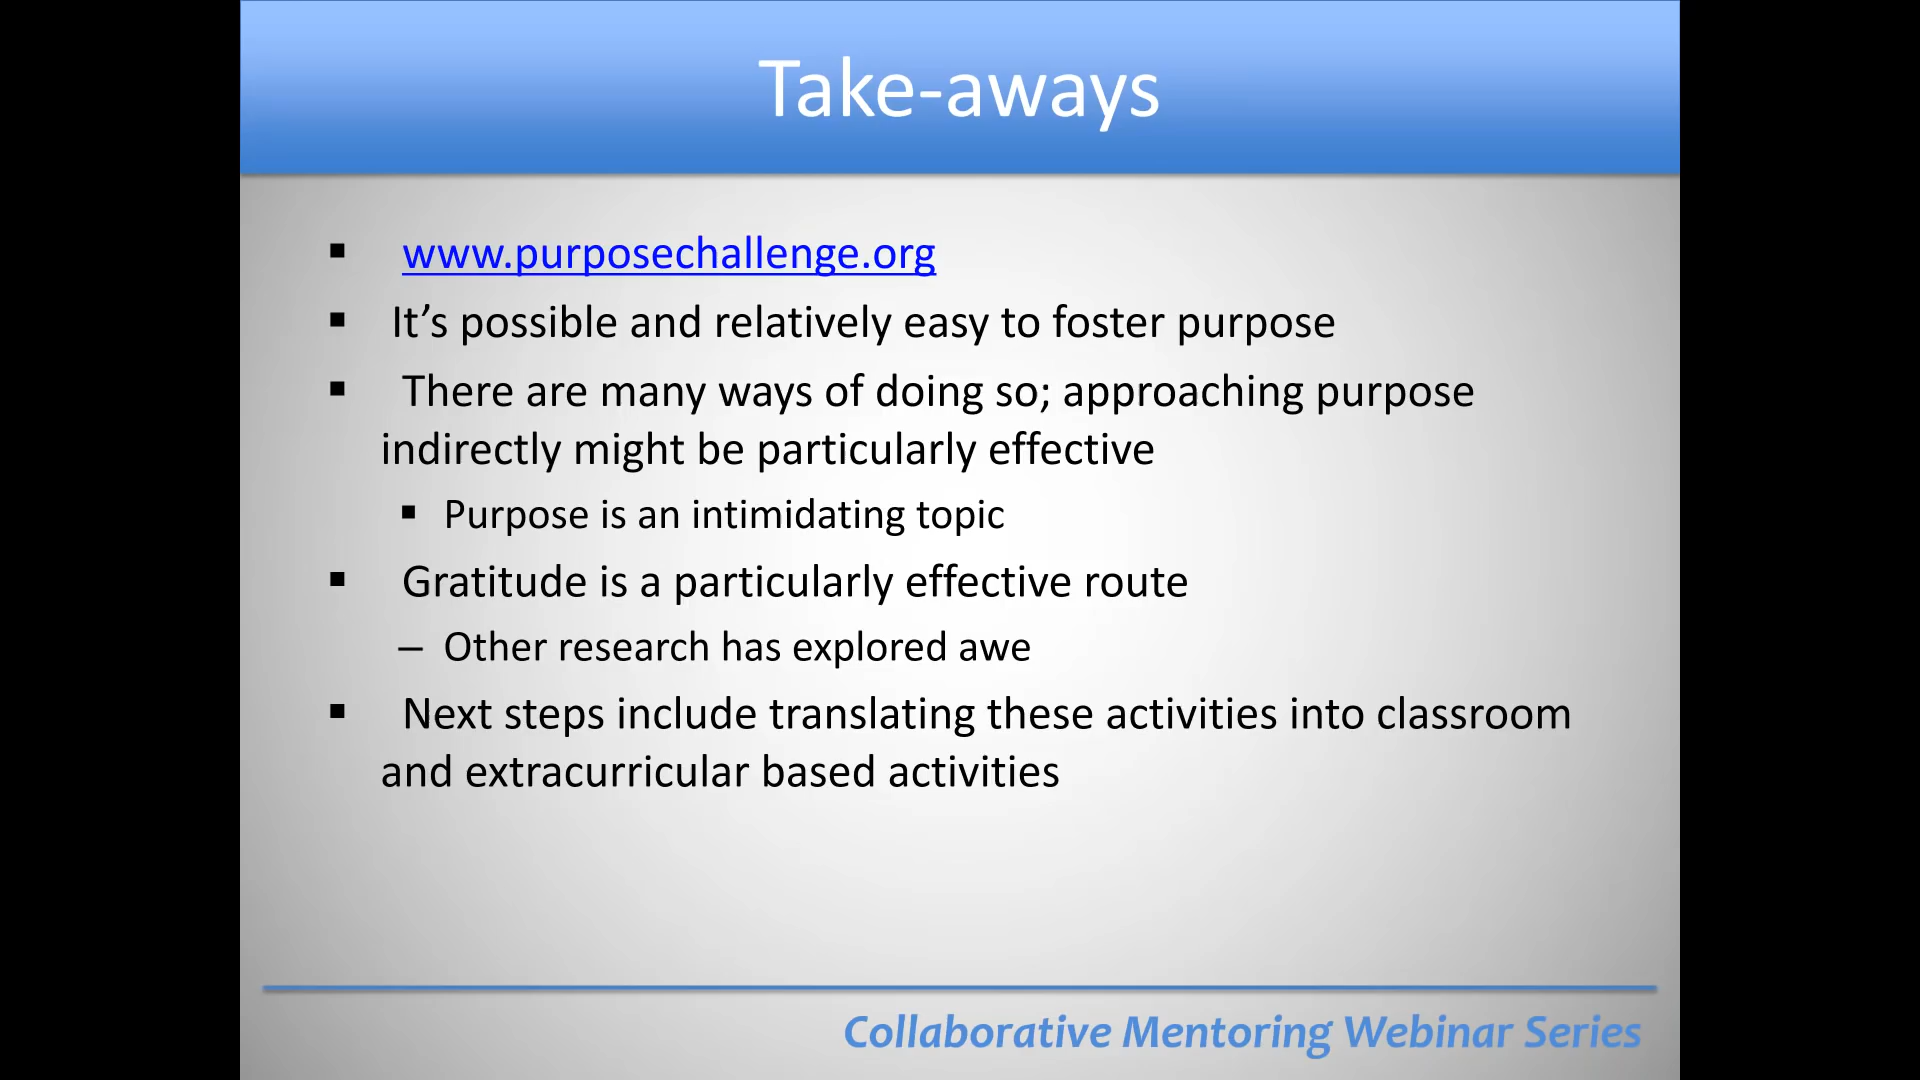 Take-aways
▪ www.purposechallenge.org
▪ It’s possible and relatively easy to foster purpose
▪ There are many ways of doing so; approaching purpose
indirectly might be particularly effective
▪ Purpose is an intimidating topic
▪ Gratitude is a particularly effective route
– Other research has explored awe
▪ Next steps include translating these activities into classroom
and extracurricular based activities
Collaborative Mentoring Webinar Series